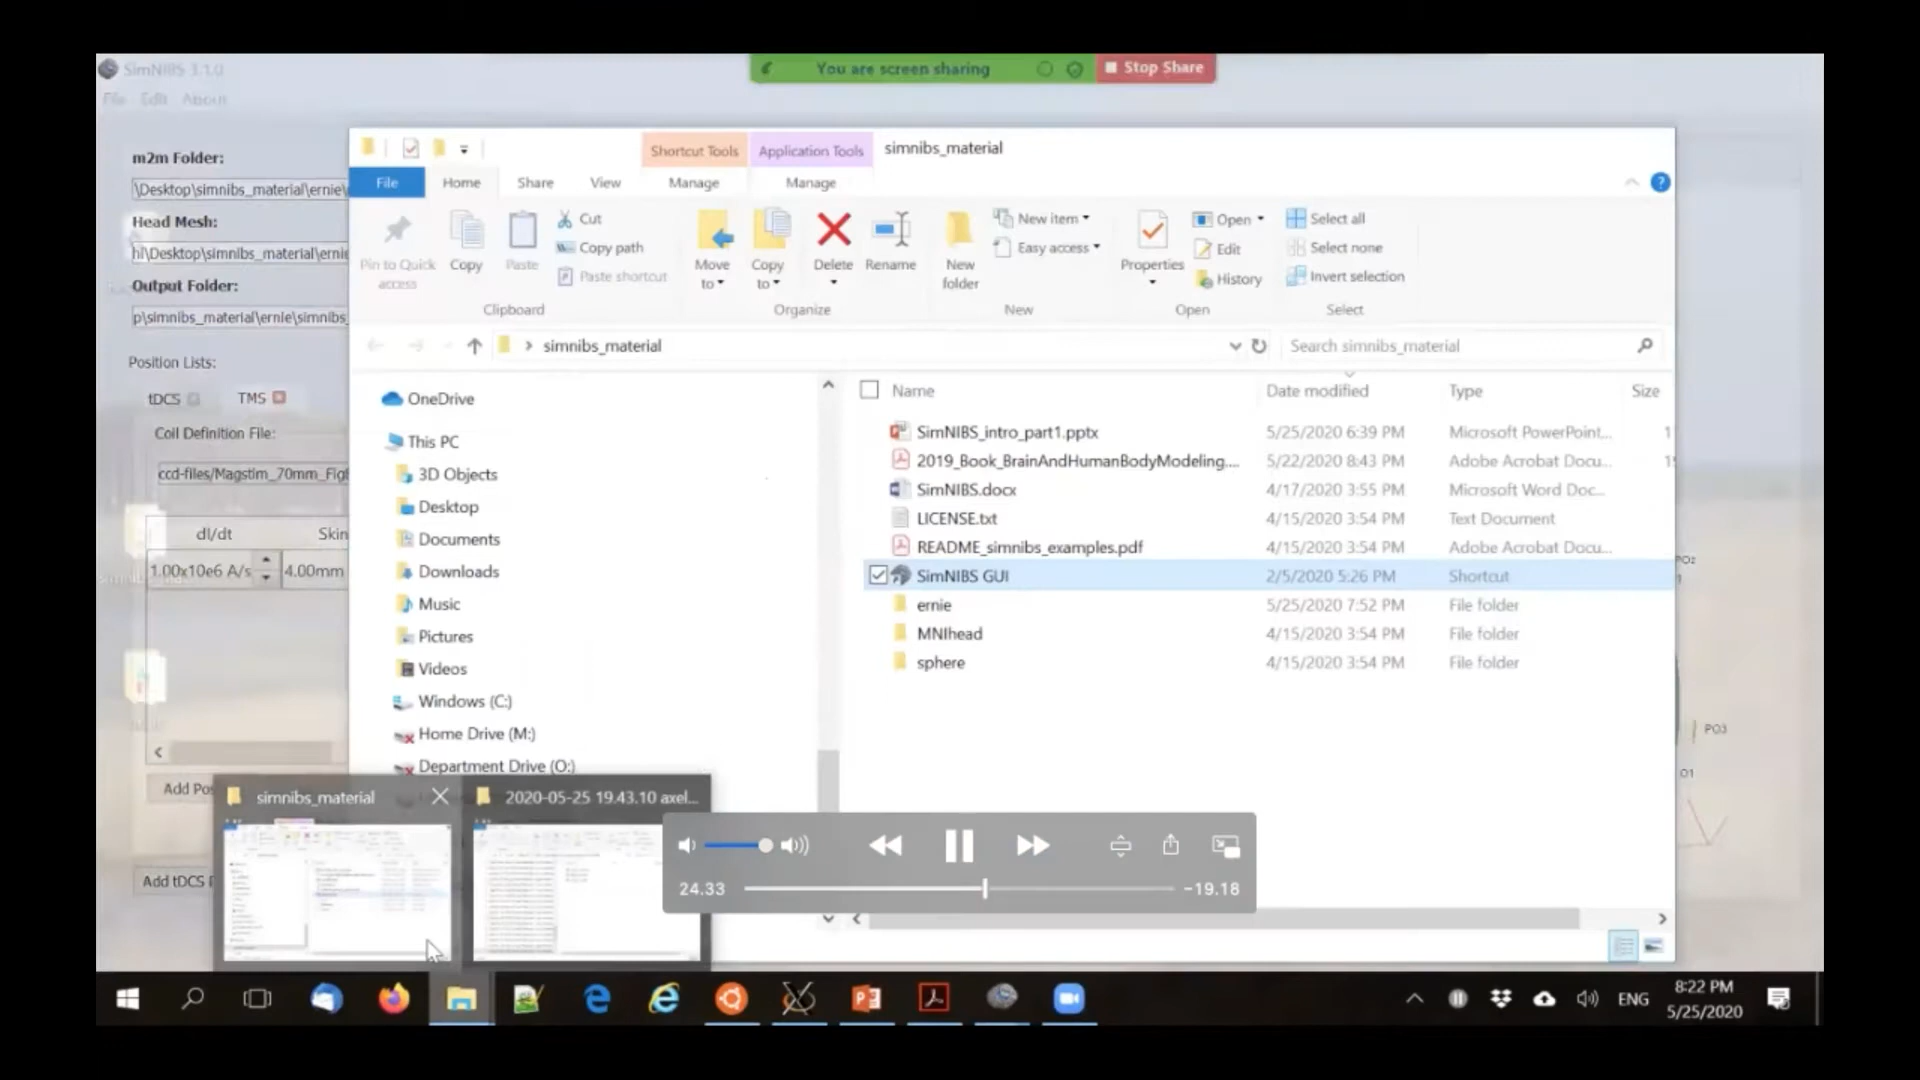 SimNIBS 3.1.0
You are screen sharing
Stop Share
File Edit About
m2m Folder:
\Desktop\simnibs_material\ernie\
Head Mesh:
hl\Desktop\simnibs_material\ernie
Output Folder:
p\simnibs_material\ernie\simnibs_
Position Lists:
tDCS
TMS
Coil Definition File:
ccd-files/Magstim_70mm_Fig
dI/dt
Skin
1.00x10e6 A/s
4.00mm
Add Pos
Add tDCS
Shortcut Tools
Application Tools
simnibs_material
File
Home
Share
View
Manage
Manage
Pin to Quick access
Copy
Paste
Cut
Copy path
Paste shortcut
Clipboard
Move to
Copy to
Delete
Rename
Organize
New folder
New item
Easy access
New
Properties
Open
Edit
History
Open
Select all
Select none
Invert selection
Select
simnibs_material
Search simnibs_material
OneDrive
This PC
3D Objects
Desktop
Documents
Downloads
Music
Pictures
Videos
Windows (C:)
Home Drive (M:)
Department Drive (O:)
Name Date modified Type Size
SimNIBS_intro_part1.pptx 5/25/2020 6:39 PM Microsoft PowerPoint... 1
2019_Book_BrainAndHumanBodyModeling.... 5/22/2020 8:43 PM Adobe Acrobat Docu...
SimNIBS.docx 4/17/2020 3:55 PM Microsoft Word Doc...
LICENSE.txt 4/15/2020 3:54 PM Text Document
README_simnibs_examples.pdf 4/15/2020 3:54 PM Adobe Acrobat Docu...
SimNIBS GUI 2/5/2020 5:26 PM Shortcut
ernie 5/25/2020 7:52 PM File folder
MNIhead 4/15/2020 3:54 PM File folder
sphere 4/15/2020 3:54 PM File folder
PO3
O1
simnibs_material
2020-05-25 19.43.10 axel...
24.33
-19.18
ENG
8:22 PM
5/25/2020